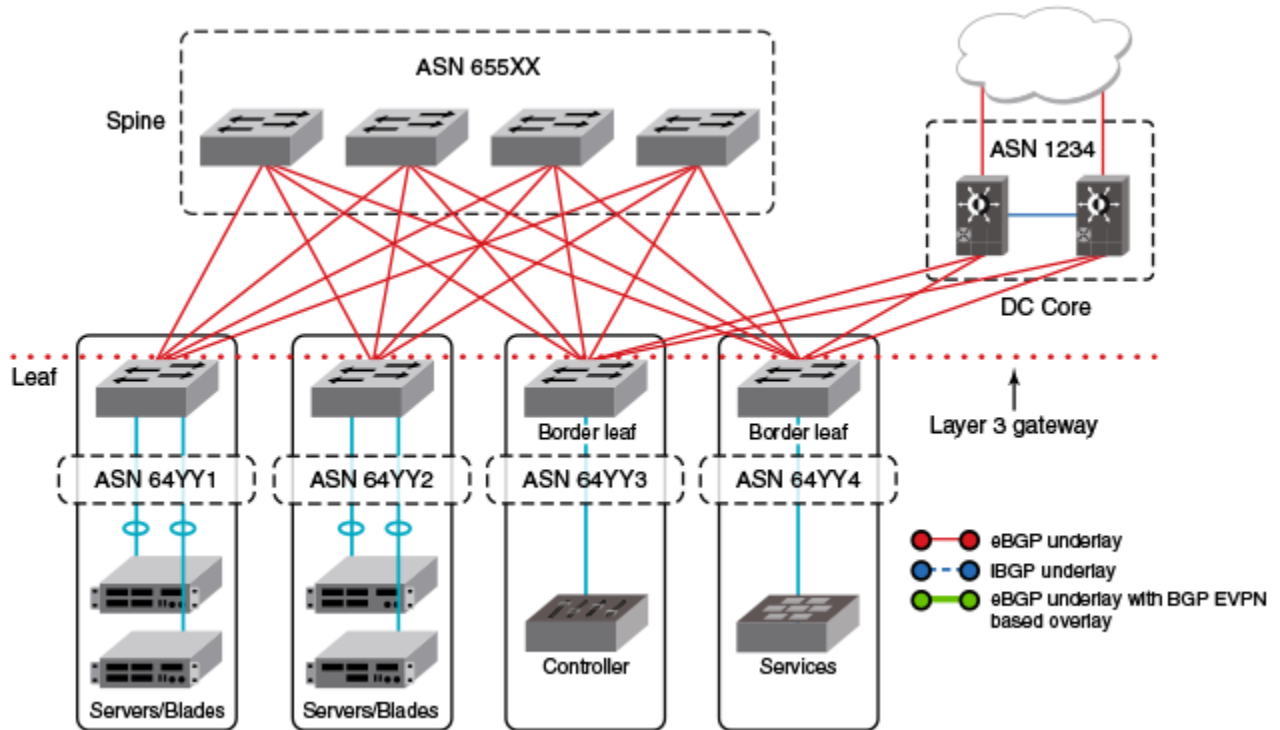 ASN 655XX
Spine
ASN 1234
DC Core
Leaf
Layer 3 gateway
Border leaf
Border leaf
ASN 64YY1
ASN 64YY2
ASN 64YY3
ASN 64YY4
eBGP underlay
IBGP underlay
eBGP underlay with BGP EVPN
based overlay
Controller
Services
Servers/Blades
Servers/Blades